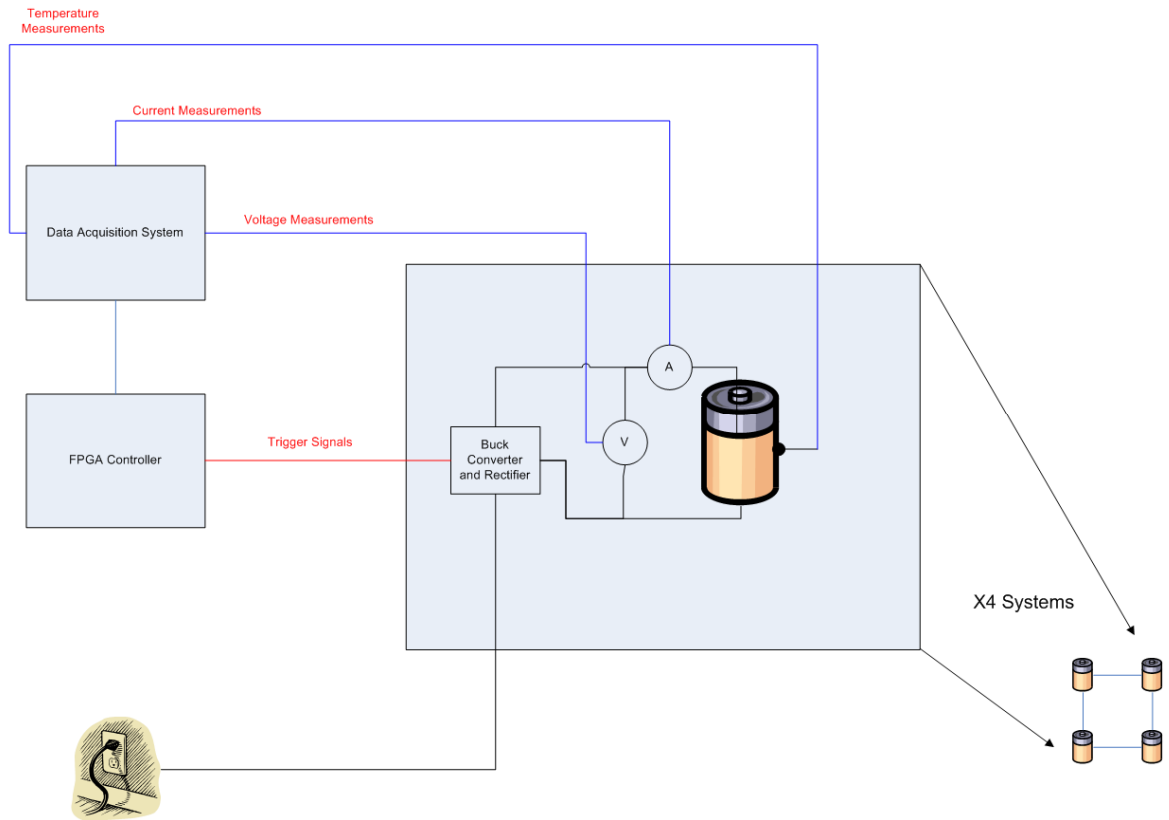 Temperature
Measurements
Current Measurements
Data Acquisition System
Voltage Measurements
A
V
FPGA Controller
Trigger Signals
Buck
Converter
and Rectifier
X4 Systems